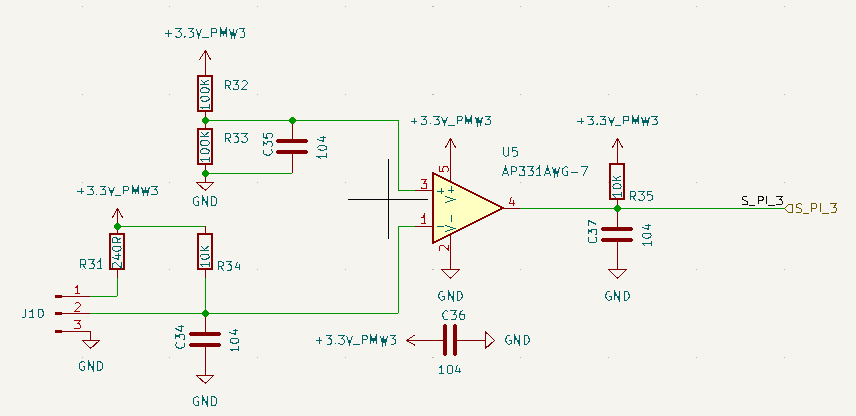 +3.3V_PMW3
R32
100K
R33
100K
C35
104
GND
+3.3V_PMW3
+3.3V_PMW3
U5
AP331AWG-7
5
3
+
V+
1
-
V-
4
2
GND
10K
R35
S_PI_3
S_PI_3
C37
104
GND
+3.3V_PMW3
R31
240R
10K
R34
J10
1
2
3
GND
C34
104
GND
C36
+3.3V_PMW3
GND
104